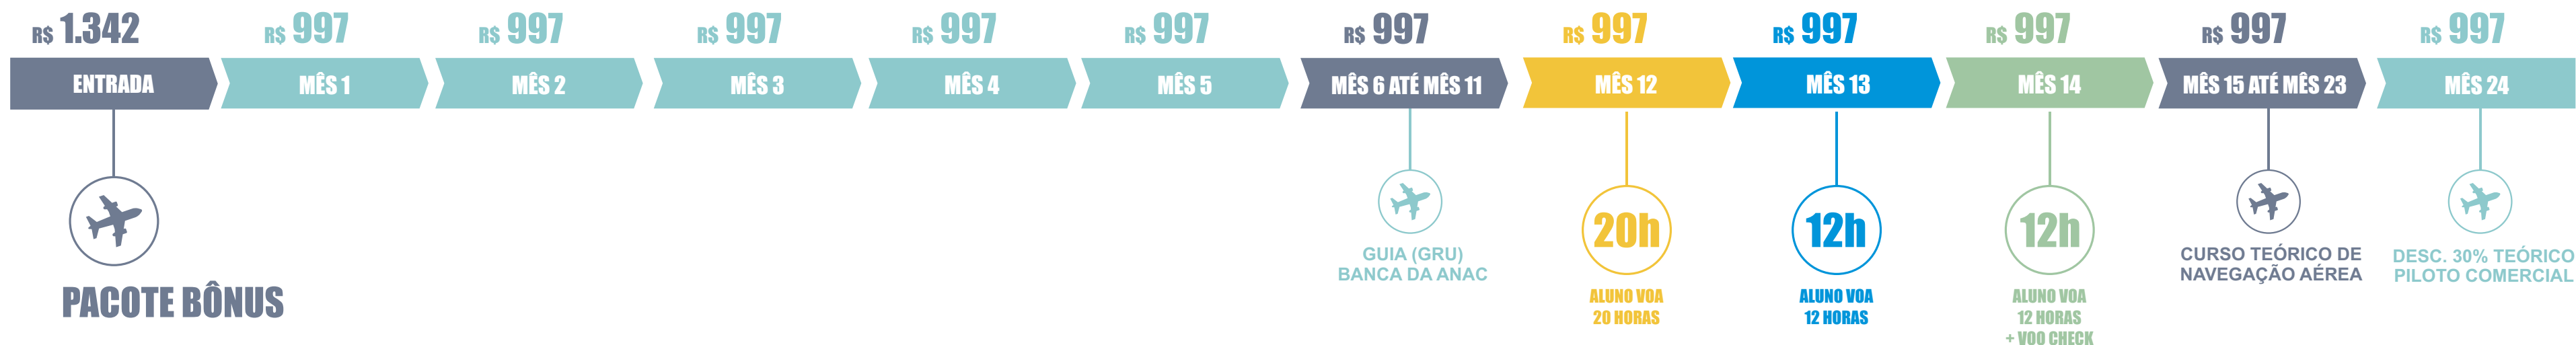 R$ 1.342
R$ 997
R$ 997
R$ 997
R$ 997
R$ 997
R$ 997
R$ 997
R$ 997
R$ 997
R$ 997
R$ 997
ENTRADA
MÊS 1
MÊS 2
MÊS 3
MÊS 4
MÊS 5
MÊS 6 ATÉ MÊS 11
MÊS 12
MÊS 13
MÊS 14
MÊS 15 ATÉ MÊS 23
MÊS 24
PACOTE BÔNUS
GUIA (GRU)
BANCA DA ANAC
20h
ALUNO VOA
20 HORAS
12h
ALUNO VOA
12 HORAS
12h
ALUNO VOA
12 HORAS
+ VOO CHECK
CURSO TEÓRICO DE
NAVEGAÇÃO AÉREA
DESC. 30% TEÓRICO
PILOTO COMERCIAL